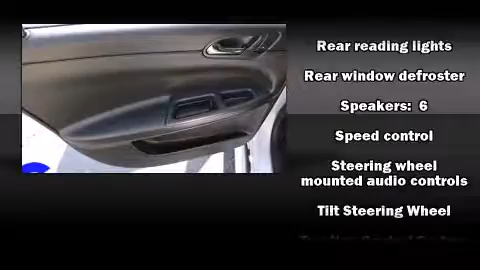 Rear reading lights
Rear window defroster
Speakers: 6
Speed control
Steering wheel
mounted audio controls
Tilt Steering Wheel